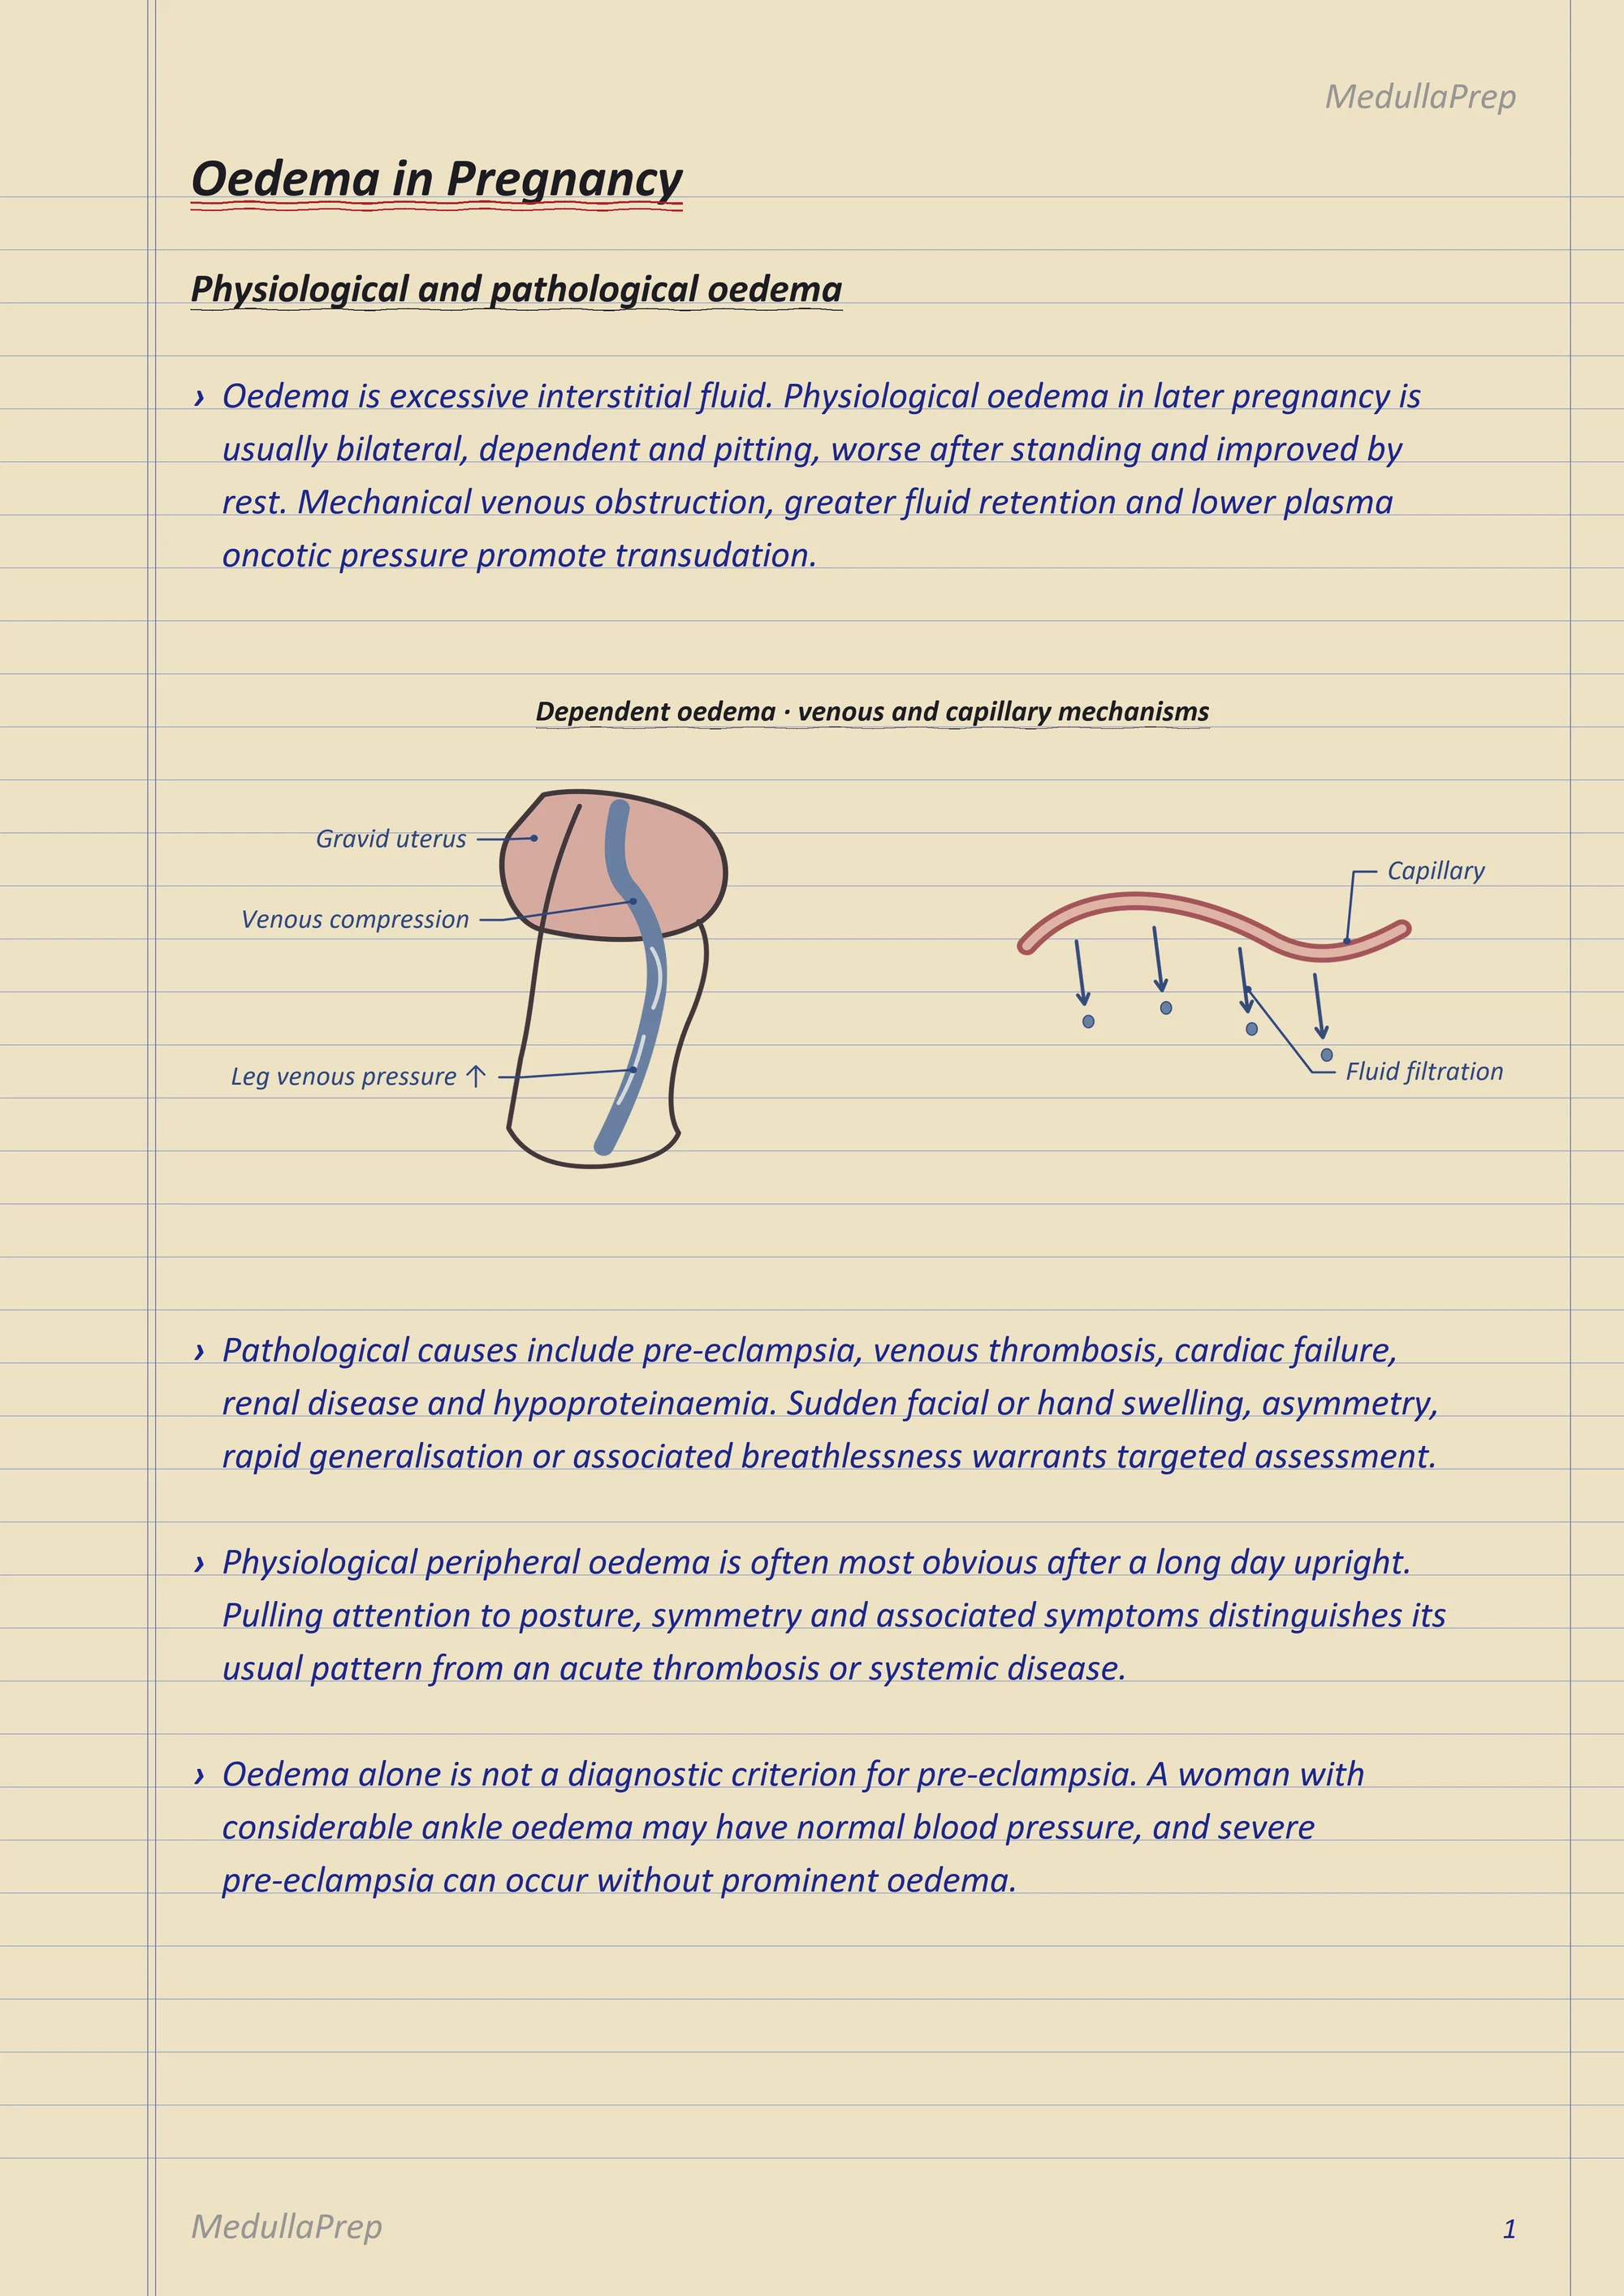 MedullaPrep
Oedema in Pregnancy
Physiological and pathological oedema
› Oedema is excessive interstitial fluid. Physiological oedema in later pregnancy is
usually bilateral, dependent and pitting, worse after standing and improved by
rest. Mechanical venous obstruction, greater fluid retention and lower plasma
oncotic pressure promote transudation.
Dependent oedema · venous and capillary mechanisms
Gravid uterus
Venous compression
Leg venous pressure ↑
Capillary
Fluid filtration
› Pathological causes include pre-eclampsia, venous thrombosis, cardiac failure,
renal disease and hypoproteinaemia. Sudden facial or hand swelling, asymmetry,
rapid generalisation or associated breathlessness warrants targeted assessment.
› Physiological peripheral oedema is often most obvious after a long day upright.
Pulling attention to posture, symmetry and associated symptoms distinguishes its
usual pattern from an acute thrombosis or systemic disease.
› Oedema alone is not a diagnostic criterion for pre-eclampsia. A woman with
considerable ankle oedema may have normal blood pressure, and severe
pre-eclampsia can occur without prominent oedema.
MedullaPrep
1